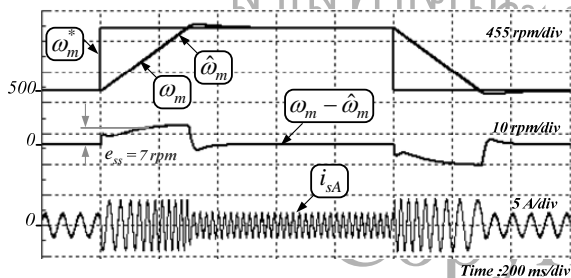 ω*m
455 rpm/div
ωm
ω̂m
500
ωm − ω̂m
10 rpm/div
0
ess = 7 rpm
isA
5 A/div
0
Time :200 ms/div